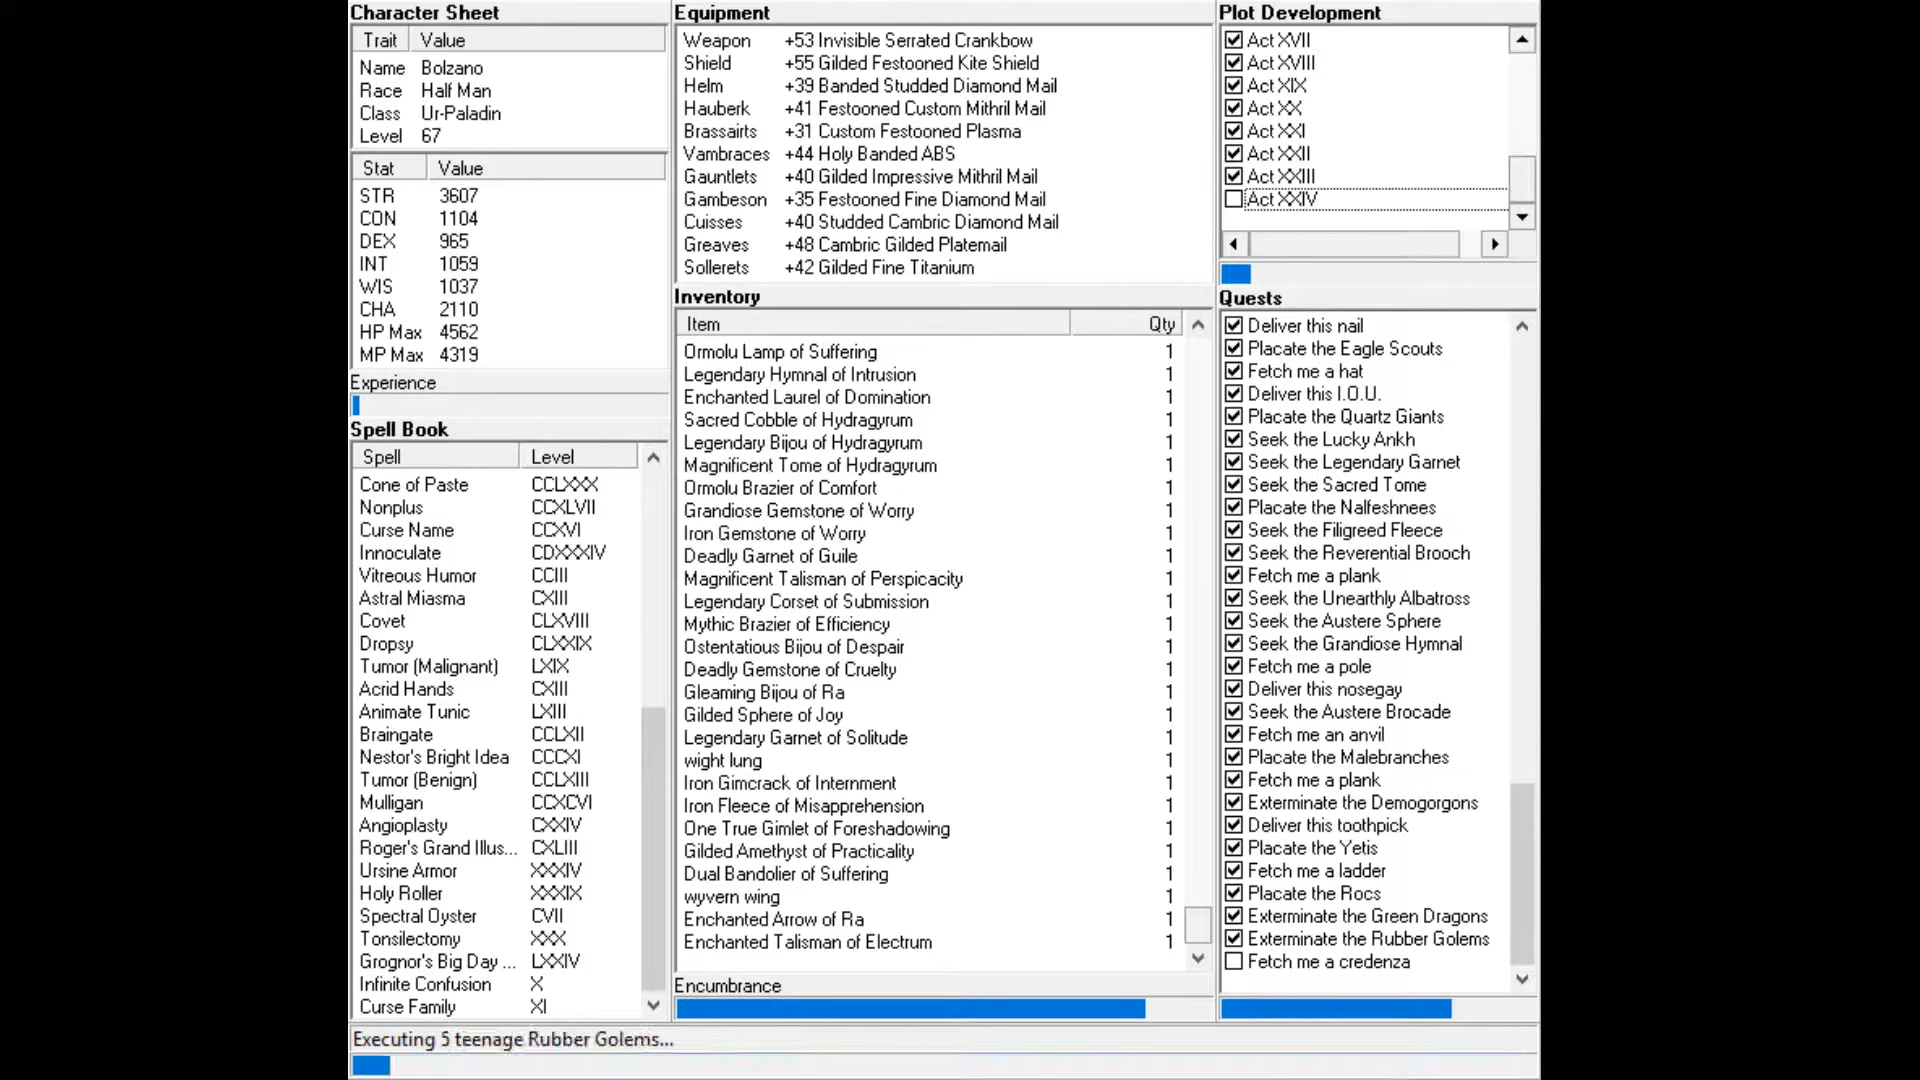 Character Sheet
Trait Value
Name Bolzano
Race Half Man
Class Ur-Paladin
Level 67
Stat Value
STR 3607
CON 1104
DEX 965
INT 1059
WIS 1037
CHA 2110
HP Max 4562
MP Max 4319
Experience
Spell Book
Spell Level
Cone of Paste CCLXXX
Nonplus CCXLVII
Curse Name CCXVI
Innoculate CDXXXIV
Vitreous Humor CCIII
Astral Miasma CXIII
Covet CLXVIII
Dropsy CLXXIX
Tumor (Malignant) LXIX
Acrid Hands CXIII
Animate Tunic LXIII
Braingate CCLXII
Nestor's Bright Idea CCCXI
Tumor (Benign) CCLXIII
Mulligan CCXCVI
Angioplasty CXXIV
Roger's Grand Illus... CXLIII
Ursine Armor XXXIV
Holy Roller XXXIX
Spectral Oyster CVII
Tonsilectomy XXX
Grognor's Big Day ... LXXIV
Infinite Confusion X
Curse Family XI
Equipment
Weapon +53 Invisible Serrated Crankbow
Shield +55 Gilded Festooned Kite Shield
Helm +39 Banded Studded Diamond Mail
Hauberk +41 Festooned Custom Mithril Mail
Brassairts +31 Custom Festooned Plasma
Vambraces +44 Holy Banded ABS
Gauntlets +40 Gilded Impressive Mithril Mail
Gambeson +35 Festooned Fine Diamond Mail
Cuisses +40 Studded Cambric Diamond Mail
Greaves +48 Cambric Gilded Platemail
Sollerets +42 Gilded Fine Titanium
Inventory
Item Qty
Ormolu Lamp of Suffering 1
Legendary Hymnal of Intrusion 1
Enchanted Laurel of Domination 1
Sacred Cobble of Hydragyrum 1
Legendary Bijou of Hydragyrum 1
Magnificent Tome of Hydragyrum 1
Ormolu Brazier of Comfort 1
Grandiose Gemstone of Worry 1
Iron Gemstone of Worry 1
Deadly Garnet of Guile 1
Magnificent Talisman of Perspicacity 1
Legendary Corset of Submission 1
Mythic Brazier of Efficiency 1
Ostentatious Bijou of Despair 1
Deadly Gemstone of Cruelty 1
Gleaming Bijou of Ra 1
Gilded Sphere of Joy 1
Legendary Garnet of Solitude 1
wight lung 1
Iron Gimcrack of Internment 1
Iron Fleece of Misapprehension 1
One True Gimlet of Foreshadowing 1
Gilded Amethyst of Practicality 1
Dual Bandolier of Suffering 1
wyvern wing 1
Enchanted Arrow of Ra 1
Enchanted Talisman of Electrum 1
Encumbrance
Plot Development
Act XVII
Act XVIII
Act XIX
Act XX
Act XXI
Act XXII
Act XXIII
Act XXIV
Quests
Deliver this nail
Placate the Eagle Scouts
Fetch me a hat
Deliver this I.O.U.
Placate the Quartz Giants
Seek the Lucky Ankh
Seek the Legendary Garnet
Seek the Sacred Tome
Placate the Nalfeshnees
Seek the Filigreed Fleece
Seek the Reverential Brooch
Fetch me a plank
Seek the Unearthly Albatross
Seek the Austere Sphere
Seek the Grandiose Hymnal
Fetch me a pole
Deliver this nosegay
Seek the Austere Brocade
Fetch me an anvil
Placate the Malebranches
Fetch me a plank
Exterminate the Demogorgons
Deliver this toothpick
Placate the Yetis
Fetch me a ladder
Placate the Rocs
Exterminate the Green Dragons
Exterminate the Rubber Golems
Fetch me a credenza
Executing 5 teenage Rubber Golems...